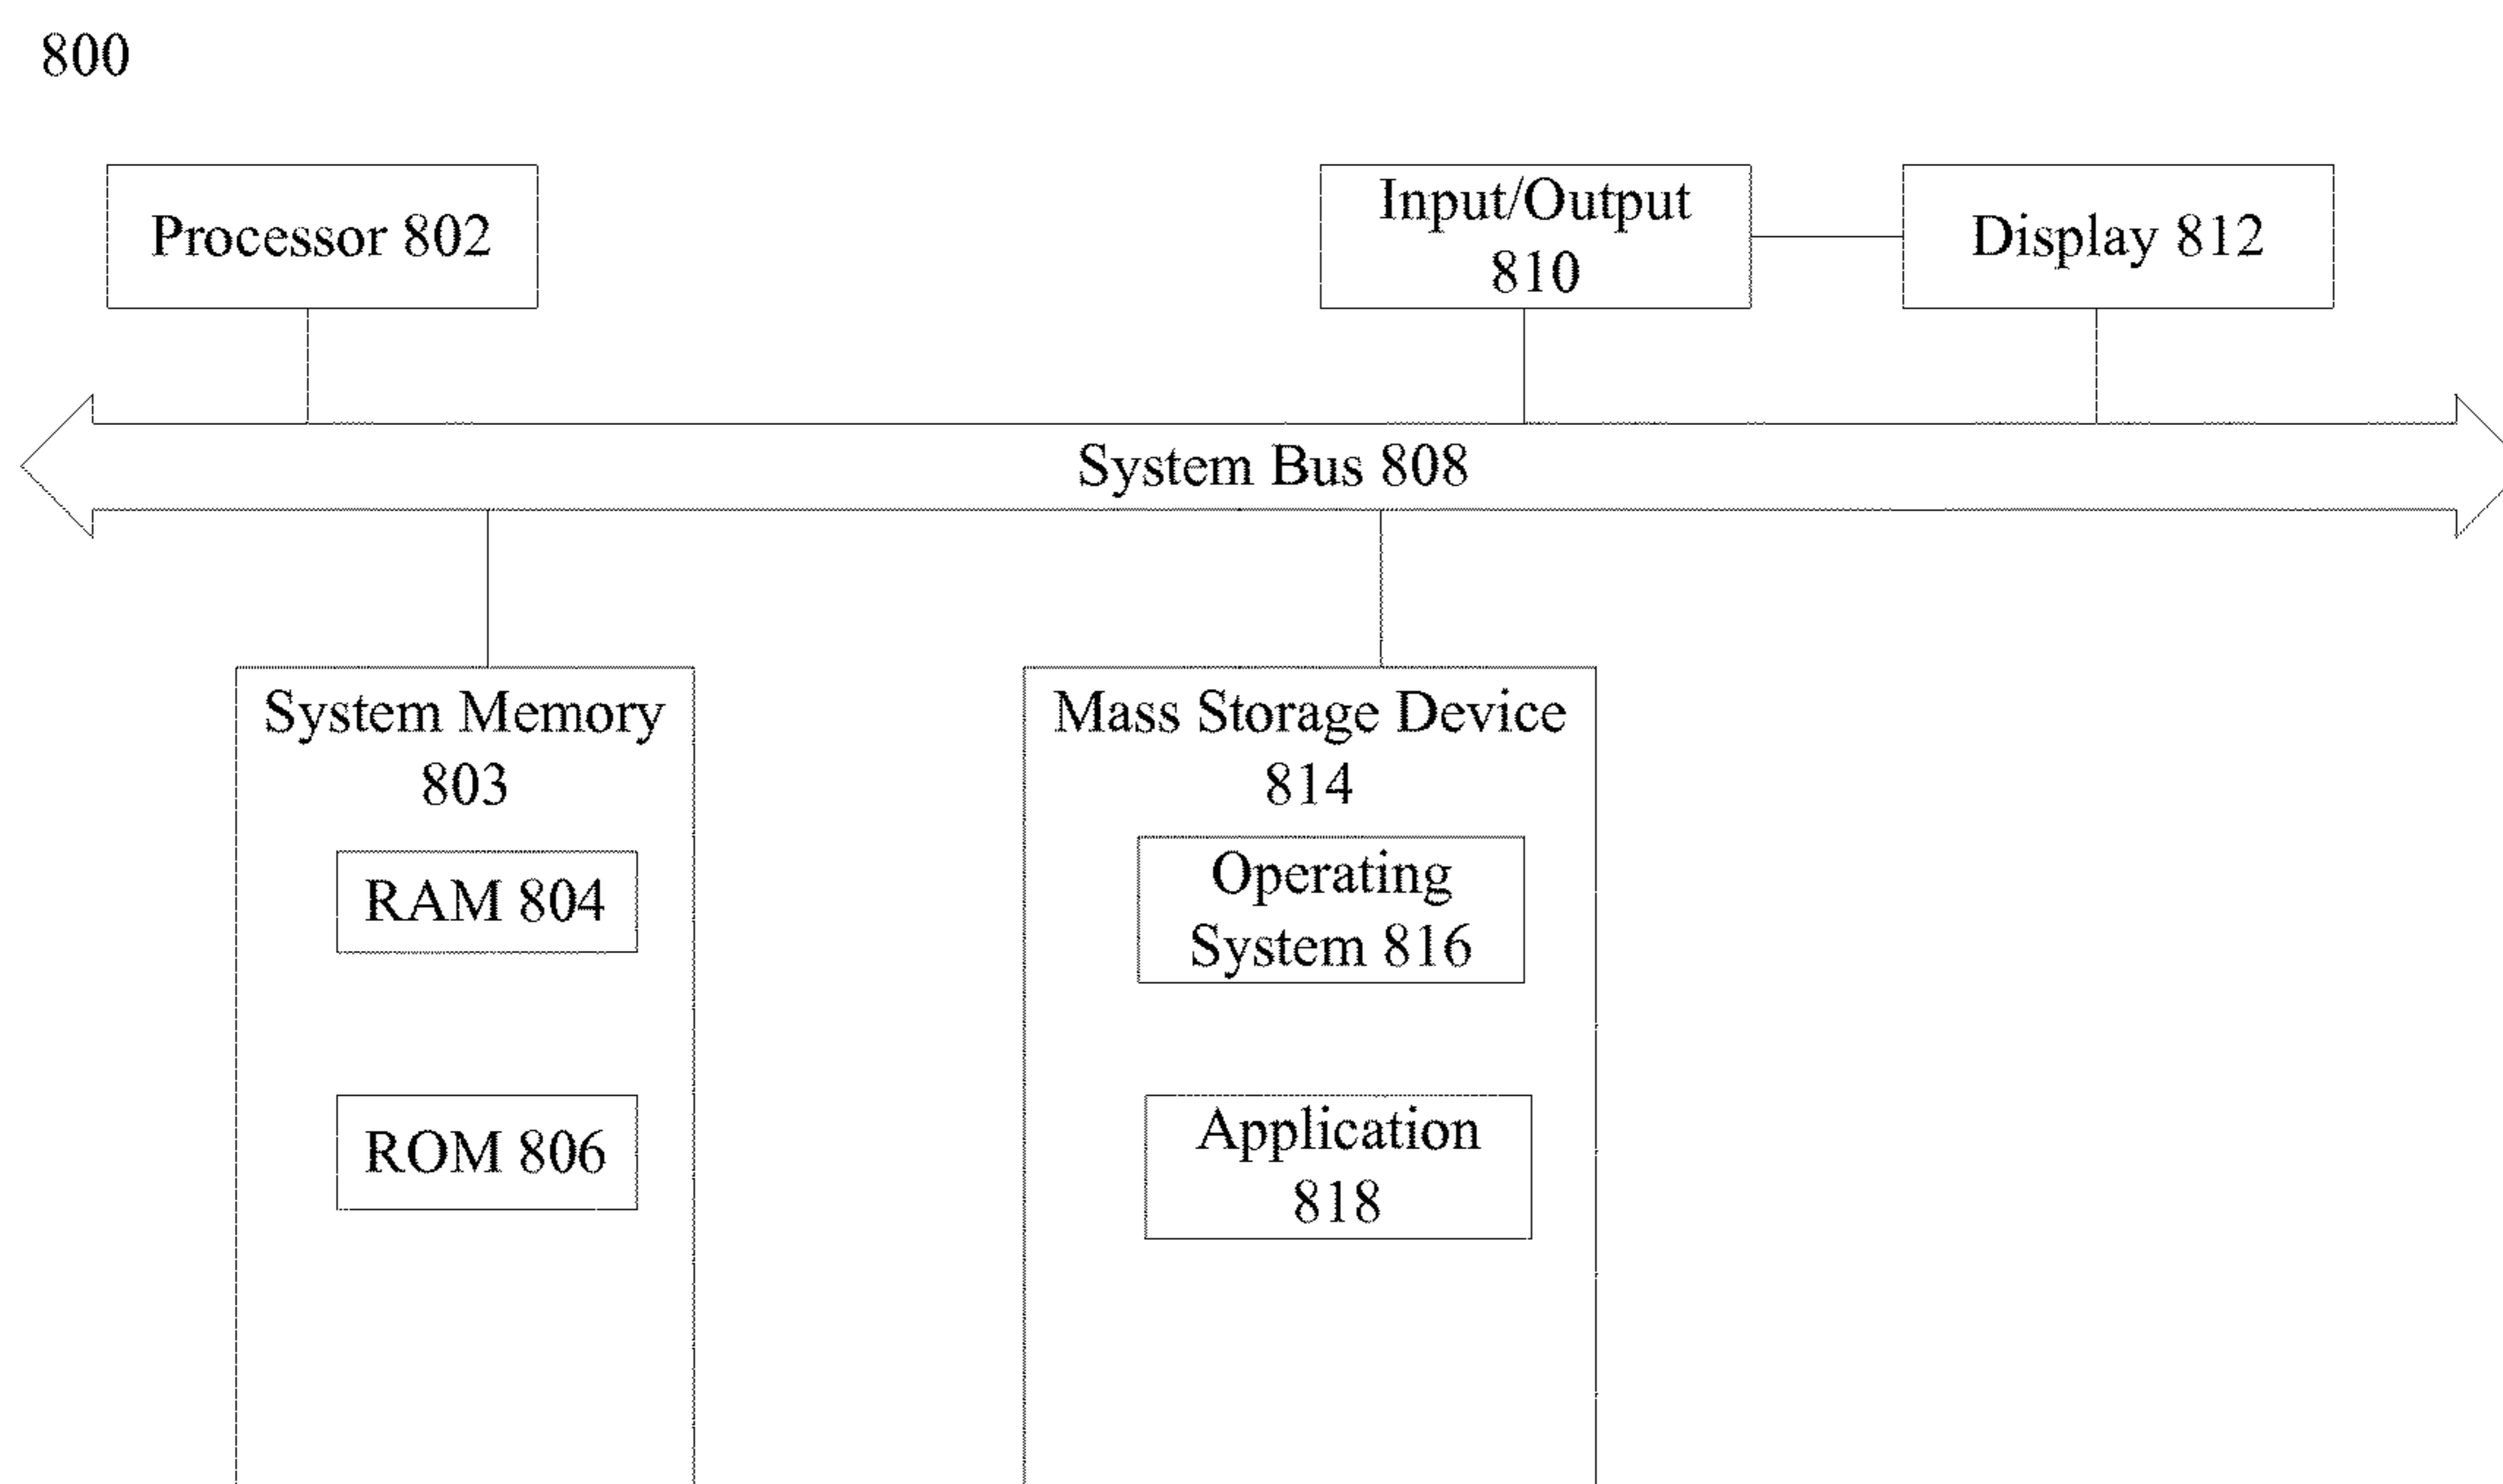 800
Processor 802
Input/Output
810
Display 812
System Bus 808
System Memory
803
RAM 804
ROM 806
Mass Storage Device
814
Operating
System 816
Application
818